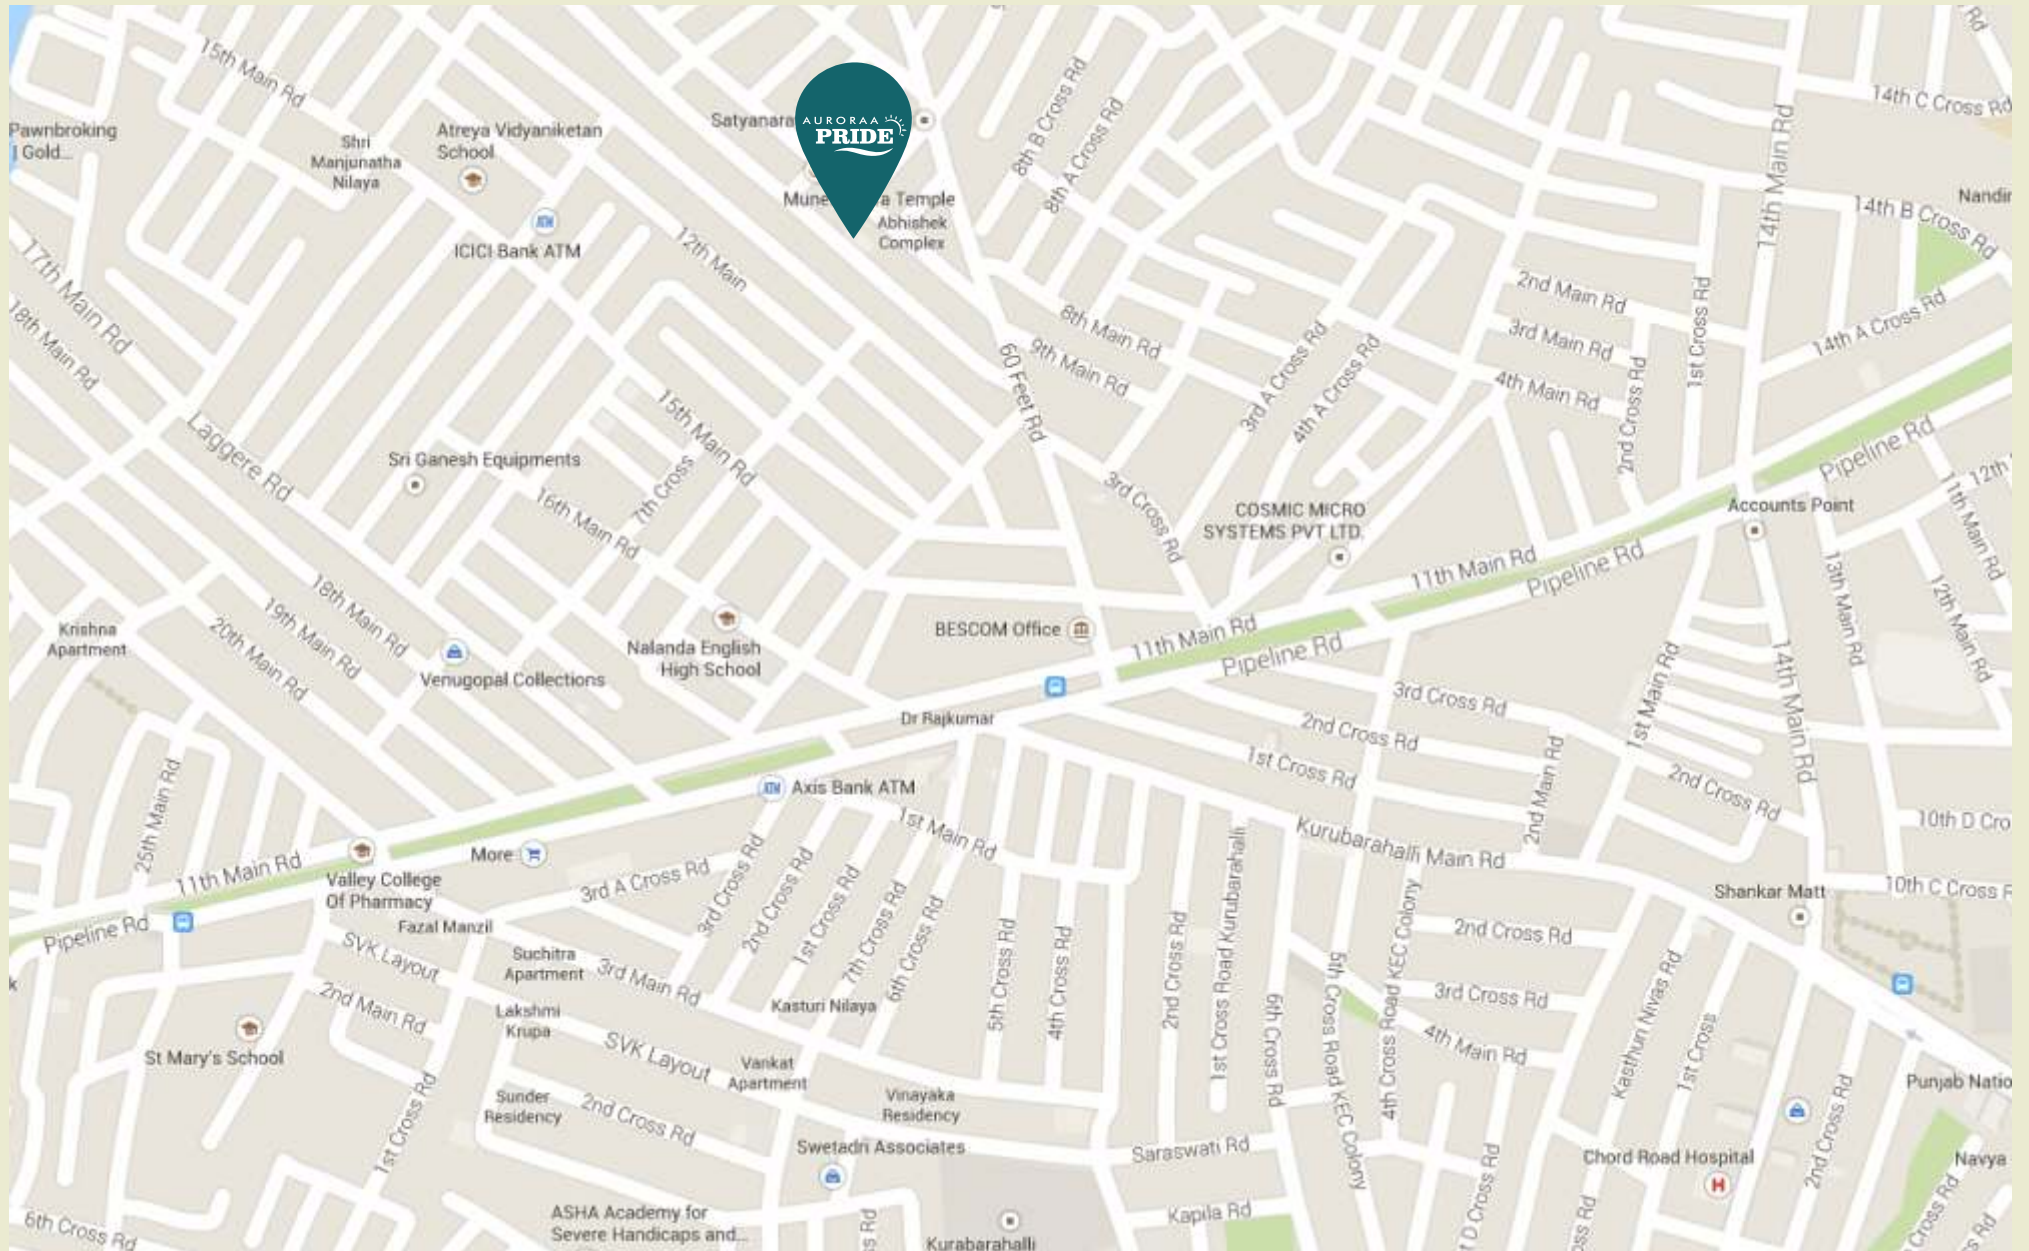 15th Main Rd
8th B Cross Rd
8th A Cross Rd
14th Main Rd
14th C Cross Rd
Rd
Pawnbroking
Gold...
Shri
Manjunatha
Nilaya
Atreya Vidyaniketan
School
AURORAA
PRIDE
Temple
Abhishek
Complex
ICICI Bank ATM
ATM
12th Main
14th B Cross Rd
Nandir
17th Main Rd
18th Main Rd
2nd Main Rd
3rd Main Rd
4th Main Rd
1st Cross Rd
2nd Cross Rd
14th A Cross Rd
8th Main Rd
9th Main Rd
60 Feet Rd
3rd A Cross Rd
4th A Cross Rd
15th Main Rd
Laggere Rd
Sri Ganesh Equipments
16th Main Rd
7th Cross
3rd Cross Rd
COSMIC MICRO
SYSTEMS PVT LTD.
Pipeline Rd
Accounts Point
11th Main Rd
12th
11th Main Rd
Pipeline Rd
13th Main Rd
12th Main Rd
18th Main Rd
19th Main Rd
20th Main Rd
Krishna
Apartment
Venugopal Collections
Nalanda English
High School
BESCOM Office
11th Main Rd
Pipeline Rd
Dr Rajkumar
3rd Cross Rd
2nd Cross Rd
1st Cross Rd
2nd Main Rd
1st Main Rd
14th Main Rd
2nd Cross Rd
25th Main Rd
ATM
Axis Bank ATM
1st Main Rd
Kurubarahalli Main Rd
10th D Cro
10th C Cross R
11th Main Rd
Pipeline Rd
Valley College
Of Pharmacy
More
3rd A Cross Rd
3rd Cross Rd
2nd Cross Rd
1st Cross Rd
7th Cross Rd
6th Cross Rd
5th Cross Rd
4th Cross Rd
2nd Cross Rd
1st Cross Road Kurubarahalli
6th Cross Rd
5th Cross Road KEC Colony
4th Cross Road KEC Colony
2nd Cross Rd
3rd Cross Rd
4th Main Rd
Shankar Matt
Fazal Manzil
SVK Layout
2nd Main Rd
Suchitra
Apartment
3rd Main Rd
Kasturi Nilaya
Lakshmi
Krupa
SVK Layout
Vankat
Apartment
Vinayaka
Residency
St Mary's School
1st Cross Rd
Sunder
Residency
2nd Cross Rd
Swetadri Associates
Saraswati Rd
Kapila Rd
Kasthuri Nivas Rd
1st Cross
2nd Cross Rd
Punjab Natio
Chord Road Hospital
H
Navya
6th Cross Rd
ASHA Academy for
Severe Handicaps and...
Kurabarahalli
t D Cross Rd
Cross Rd